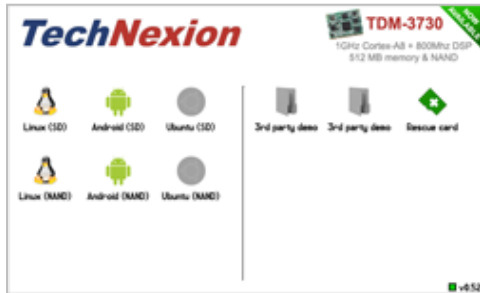 TechNexion
TDM-3730
NOW AVAILABLE
1GHz Cortex-A8 + 800Mhz DSP
512 MB memory & NAND
Linux (SD) Android (SD) Ubuntu (SD)
3rd party demo 3rd party demo Rescue card
Linux (NAND) Android (NAND) Ubuntu (NAND)
v0.52